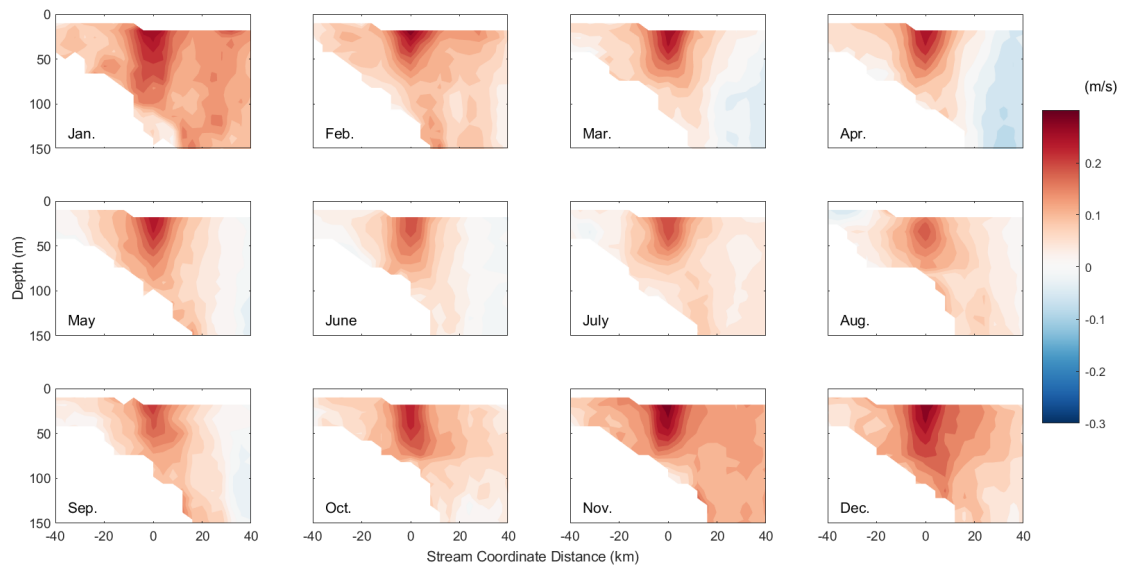 0
50
100
150
Jan.
Feb.
Mar.
Apr.
(m/s)
0.2
0.1
0
-0.1
-0.2
-0.3
Depth (m)
0
50
100
150
May
June
July
Aug.
0
50
100
150
Sep.
Oct.
Nov.
Dec.
-40 -20 0 20 40 -40 -20 0 20 40 -40 -20 0 20 40 -40 -20 0 20 40
Stream Coordinate Distance (km)